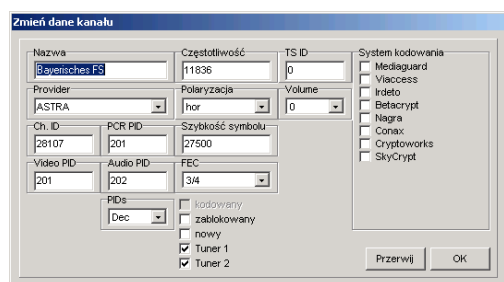 Zmień dane kanału
Nazwa
Bayerisches FS
Częstotliwość
11836
TS ID
0
System kodowania
Mediaguard
Viaccess
Irdeto
Betacrypt
Nagra
Conax
Cryptoworks
SkyCrypt
Provider
ASTRA
Polaryzacja
hor
Volume
0
Ch. ID
28107
PCR PID
201
Szybkość symbolu
27500
Video PID
201
Audio PID
202
FEC
3/4
PIDs
Dec
kodowany
zablokowany
nowy
Tuner 1
Tuner 2
Przerwij
OK